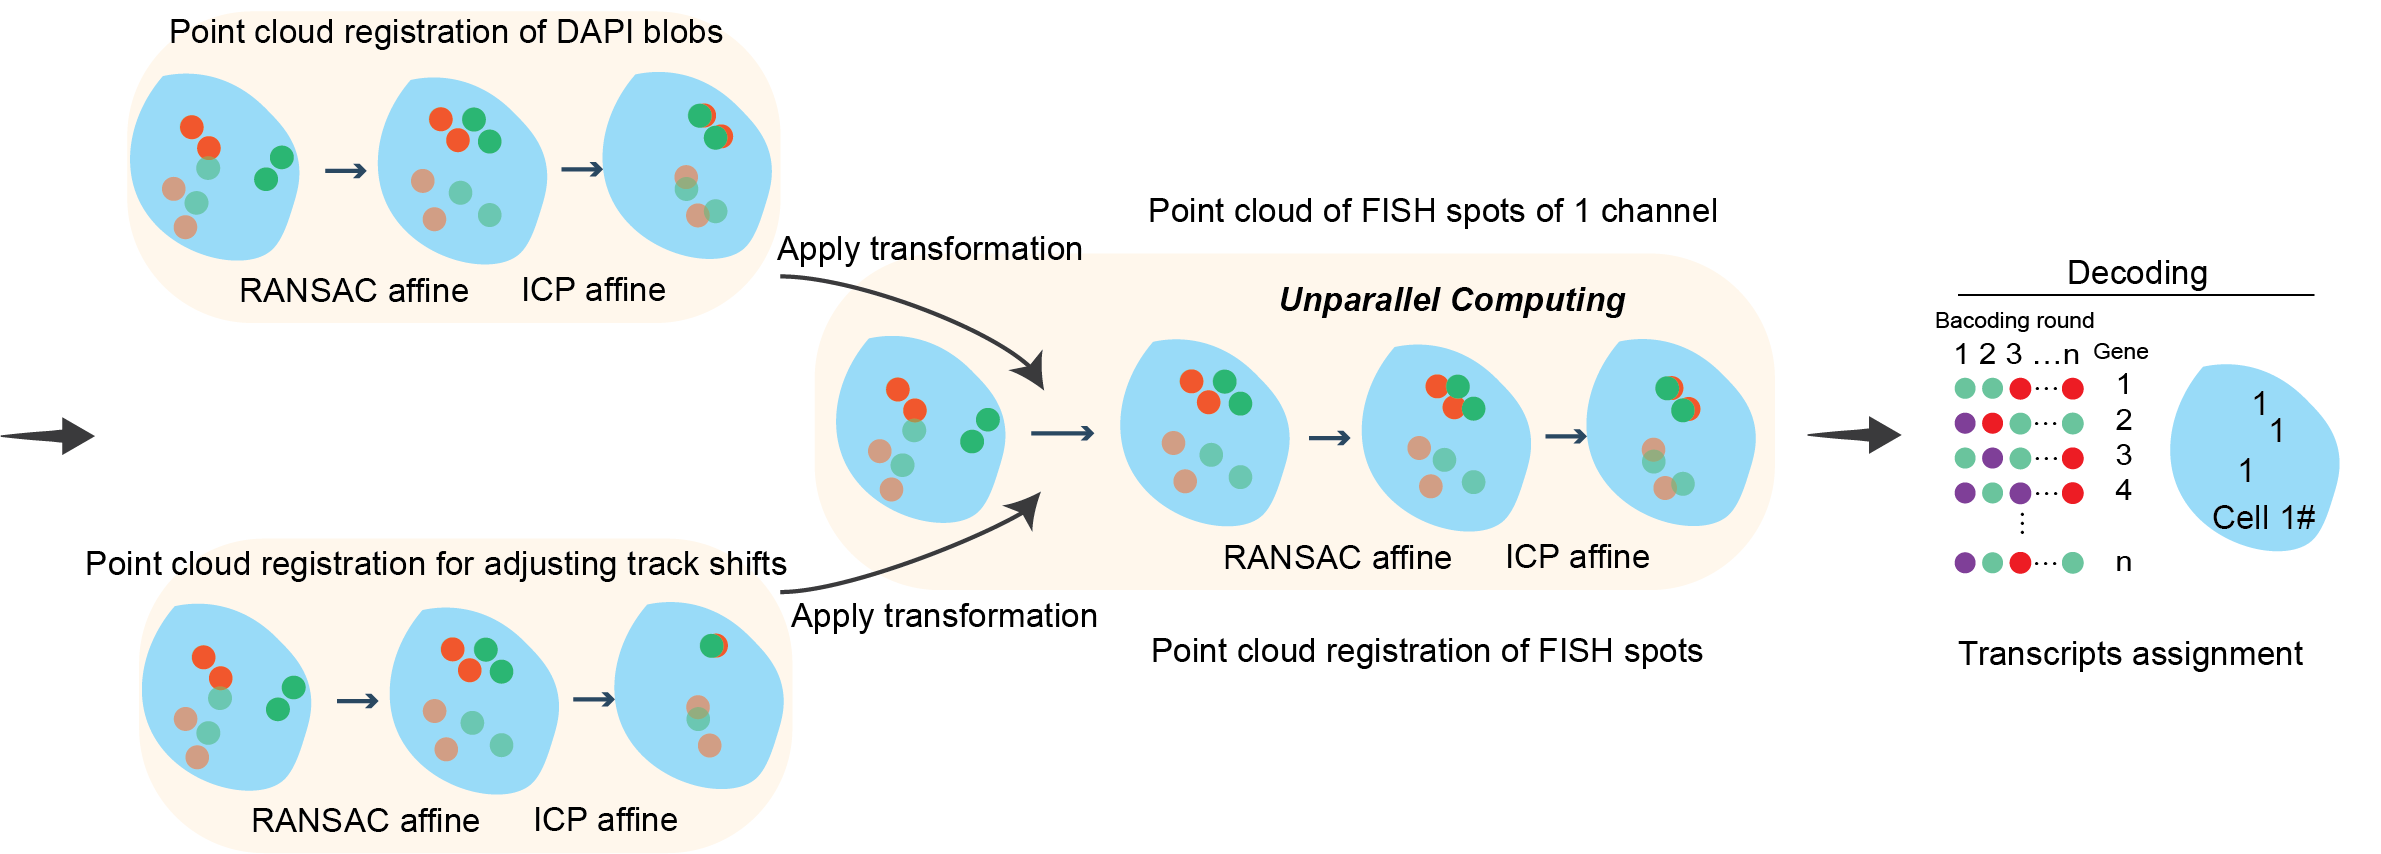 Point cloud registration of DAPI blobs
RANSAC affine
ICP affine
Apply transformation
Point cloud registration for adjusting track shifts
RANSAC affine
ICP affine
Apply transformation
Point cloud of FISH spots of 1 channel
Unparallel Computing
RANSAC affine
ICP affine
Point cloud registration of FISH spots
Decoding
Bacoding round
1 2 3 ...n Gene
1
2
3
4
n
1
1
1
Cell 1#
Transcripts assignment